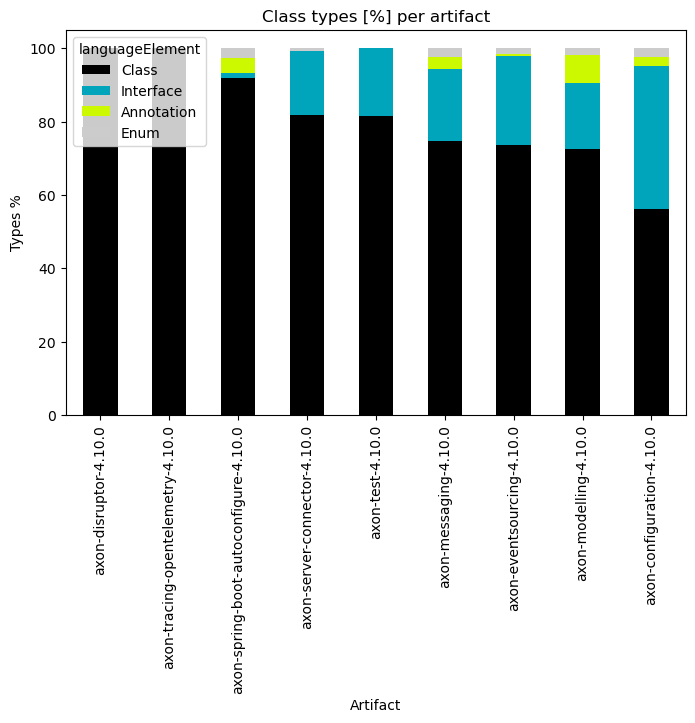 Class types [%] per artifact
languageElement
Class
Interface
Annotation
Enum
Types %
100
80
60
40
20
0
axon-disruptor-4.10.0
axon-tracing-opentelemetry-4.10.0
axon-spring-boot-autoconfigure-4.10.0
axon-server-connector-4.10.0
axon-test-4.10.0
axon-messaging-4.10.0
axon-eventsourcing-4.10.0
axon-modelling-4.10.0
axon-configuration-4.10.0
Artifact